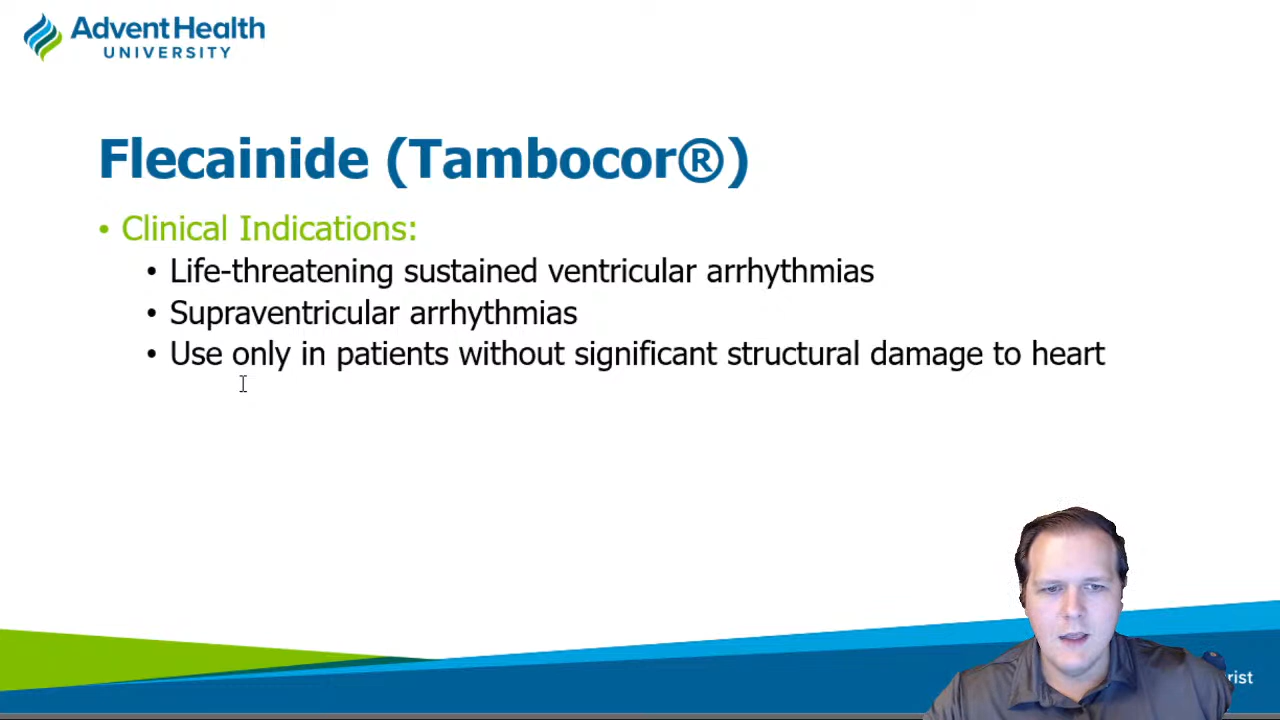 AdventHealth
UNIVERSITY
Flecainide (Tambocor®)
• Clinical Indications:
• Life-threatening sustained ventricular arrhythmias
• Supraventricular arrhythmias
• Use only in patients without significant structural damage to heart